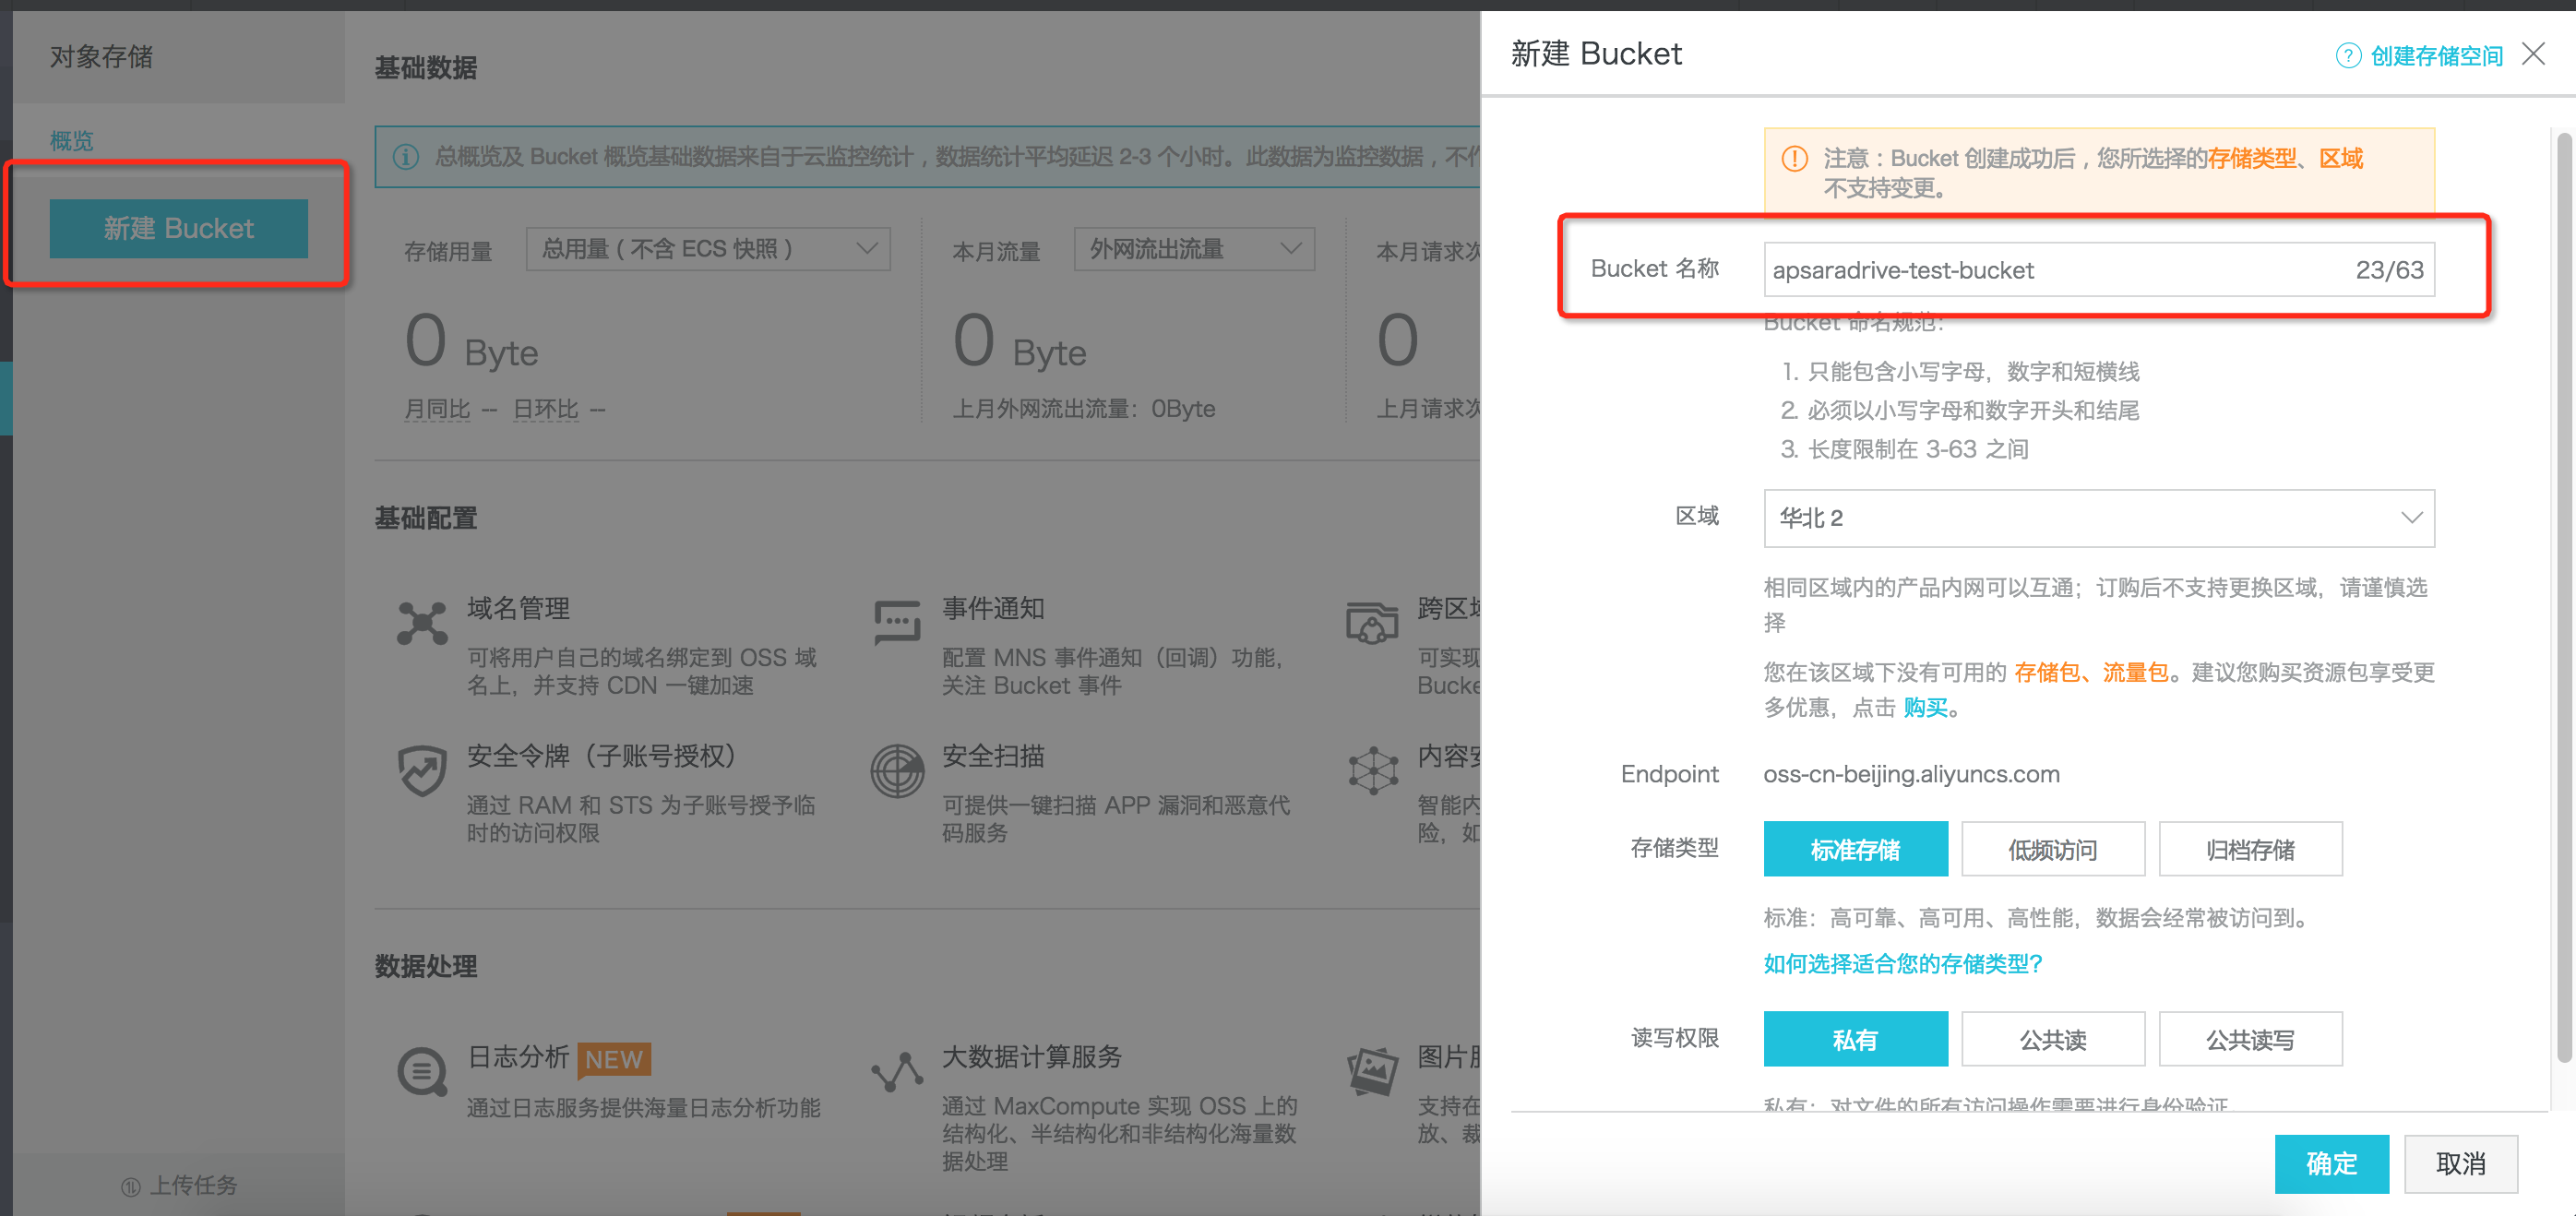 对象存储
概览
新建 Bucket
上传任务
基础数据
总概览及 Bucket 概览基础数据来自于云监控统计，数据统计平均延迟 2-3 个小时。此数据为监控数据，不
存储用量
总用量（不含 ECS 快照）
0 Byte
月同比 -- 日环比 --
本月流量
外网流出流量
0 Byte
上月外网流出流量：0Byte
本月请求
0
上月请求
基础配置
域名管理
可将用户自己的域名绑定到 OSS 域
名上，并支持 CDN 一键加速
事件通知
配置 MNS 事件通知（回调）功能，
关注 Bucket 事件
跨区
可实现
Bucke
安全令牌（子账号授权）
通过 RAM 和 STS 为子账号授予临
时的访问权限
安全扫描
可提供一键扫描 APP 漏洞和恶意代
码服务
内容
智能内
险，如
数据处理
日志分析 NEW
通过日志服务提供海量日志分析功能
大数据计算服务
通过 MaxCompute 实现 OSS 上的
结构化、半结构化和非结构化海量数
据处理
图片
支持在
放、裁
新建 Bucket
? 创建存储空间
注意：Bucket 创建成功后，您所选择的存储类型、区域
不支持变更。
Bucket 名称
apsaradrive-test-bucket 23/63
Bucket 命名规范：
1. 只能包含小写字母，数字和短横线
2. 必须以小写字母和数字开头和结尾
3. 长度限制在 3-63 之间
区域
华北 2
相同区域内的产品内网可以互通；订购后不支持更换区域，请谨慎选
择
您在该区域下没有可用的 存储包、流量包。建议您购买资源包享受更
多优惠，点击 购买。
Endpoint oss-cn-beijing.aliyuncs.com
存储类型 标准存储 低频访问 归档存储
标准：高可靠、高可用、高性能，数据会经常被访问到。
如何选择适合您的存储类型?
读写权限 私有 公共读 公共读写
私有：对文件的所有访问操作需要进行身份验证
确定 取消